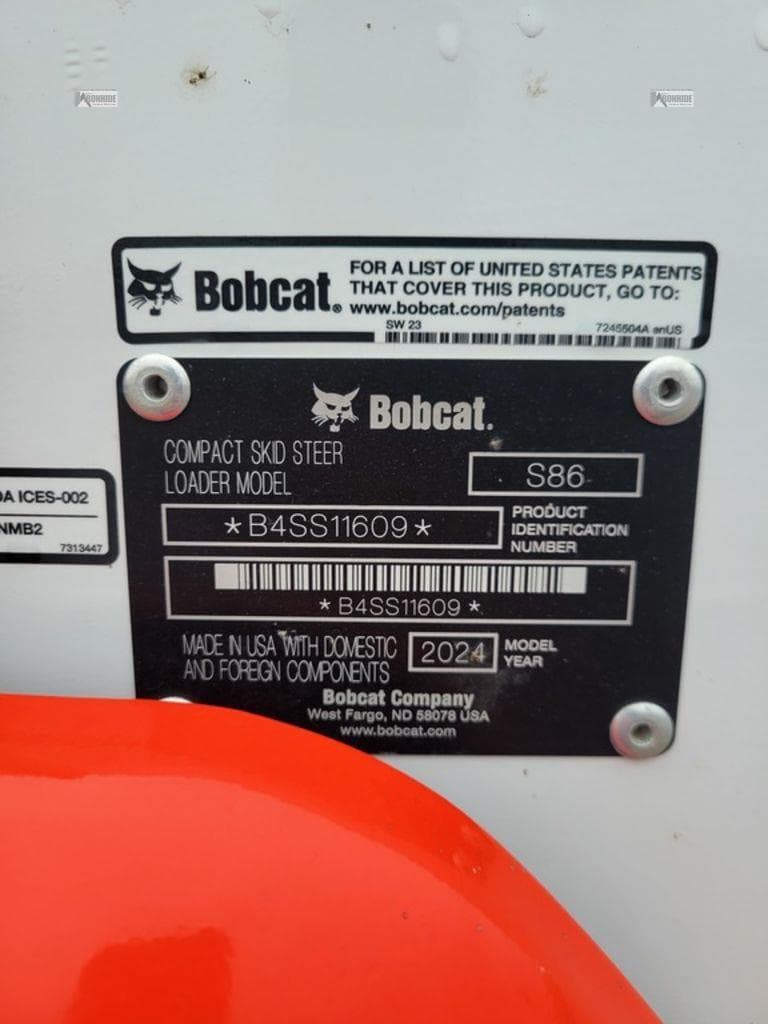 IRONRIDE
IRONRIDE
Bobcat®
FOR A LIST OF UNITED STATES PATENTS
THAT COVER THIS PRODUCT, GO TO:
www.bobcat.com/patents
SW 23
7245504A enUS
Bobcat.
COMPACT SKID STEER
LOADER MODEL
S86
*B4SS11609*
PRODUCT
IDENTIFICATION
NUMBER
*B4SS11609*
MADE IN USA WITH DOMESTIC
AND FOREIGN COMPONENTS
2024
MODEL
YEAR
Bobcat Company
West Fargo, ND 58078 USA
www.bobcat.com
DA ICES-002
NMB2
7313447